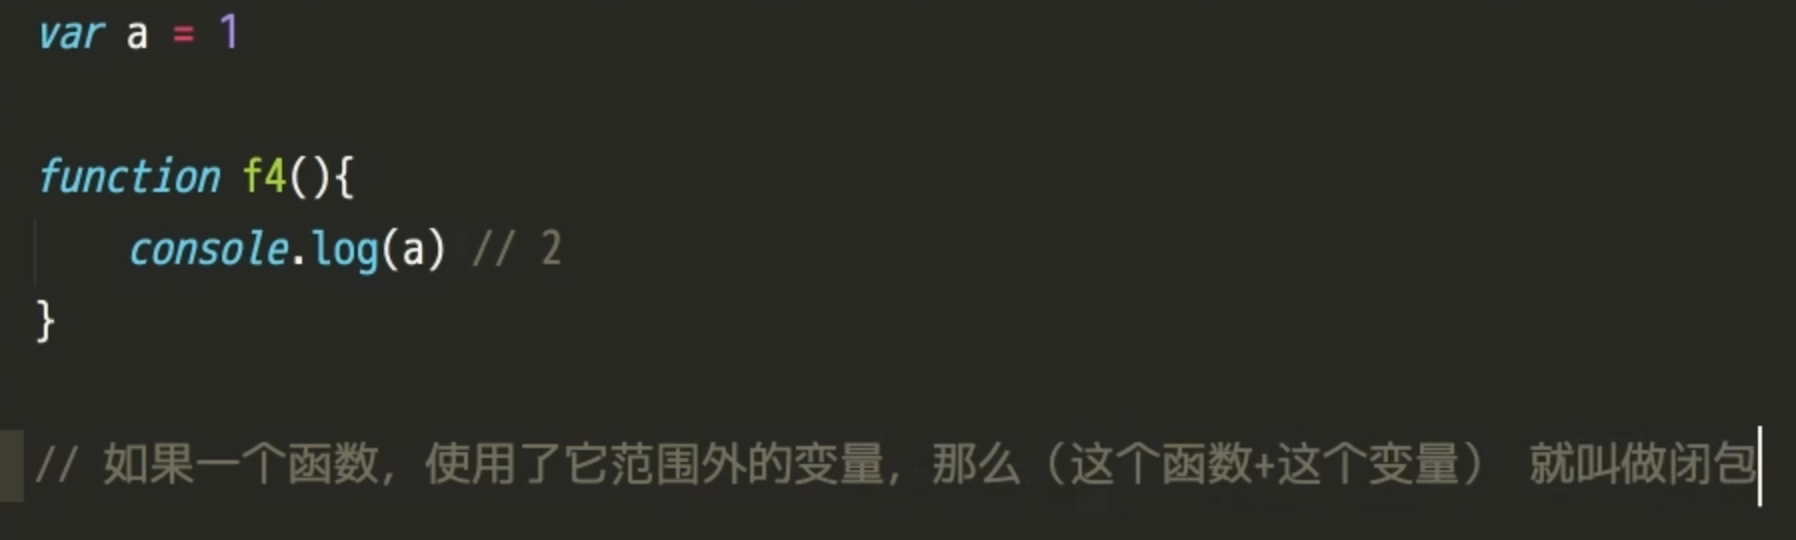 var a = 1
function f4(){
console.log(a) // 2
}
// 如果一个函数，使用了它范围外的变量，那么（这个函数+这个变量） 就叫做闭包